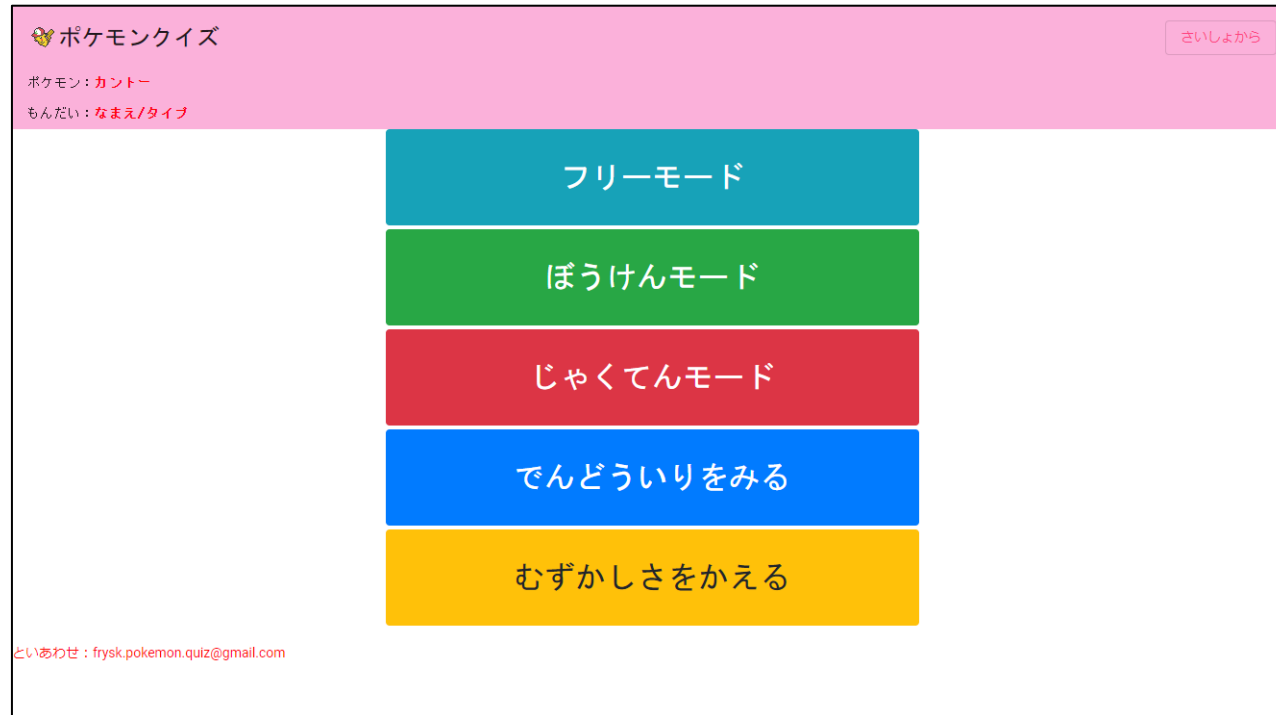 ポケモンクイズ
さいしょから
ポケモン：カントー
もんだい：なまえ/タイプ
フリーモード
ぼうけんモード
じゃくてんモード
でんどういりをみる
むずかしさをかえる
といあわせ：frysk.pokemon.quiz@gmail.com